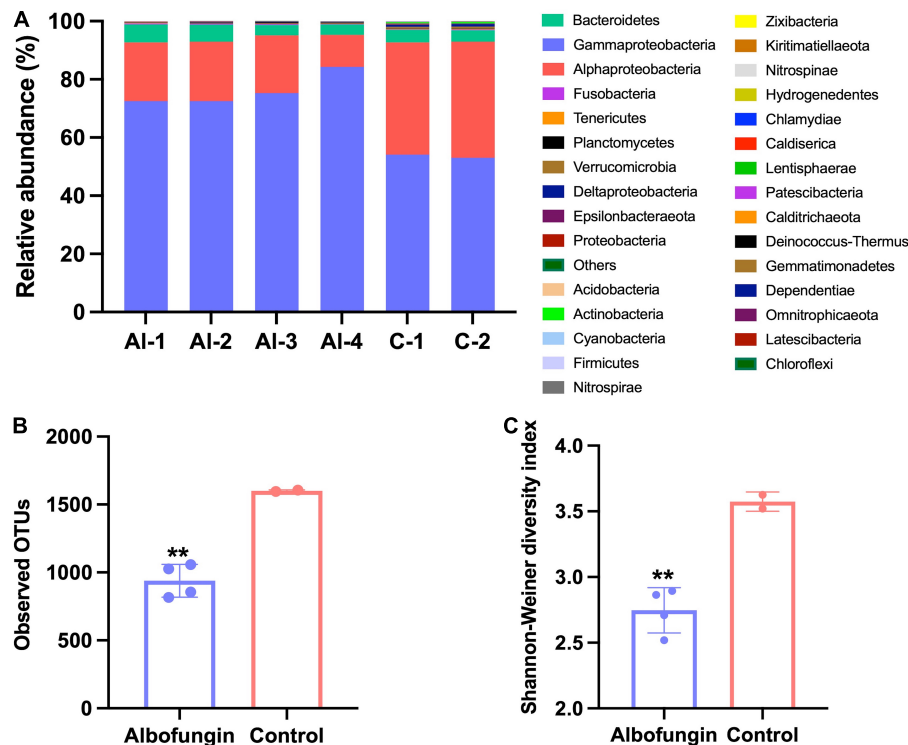 A
Relative abundance (%)
100
80
60
40
20
0
Al-1 Al-2 Al-3 Al-4 C-1 C-2
Bacteroidetes
Gammaproteobacteria
Alphaproteobacteria
Fusobacteria
Tenericutes
Planctomycetes
Verrucomicrobia
Deltaproteobacteria
Epsilonbacteraeota
Proteobacteria
Others
Acidobacteria
Actinobacteria
Cyanobacteria
Firmicutes
Nitrospirae
Zixibacteria
Kiritimatiellaeota
Nitrospinae
Hydrogenedentes
Chlamydiae
Caldiserica
Lentisphaerae
Patescibacteria
Calditrichaeota
Deinococcus-Thermus
Gemmatimonadetes
Dependentiae
Omnitrophicaeota
Latescibacteria
Chloroflexi
B
Observed OTUs
2000
1500
1000
500
0
**
Albofungin Control
C
Shannon-Weiner diversity index
4.0
3.5
3.0
2.5
2.0
**
Albofungin Control